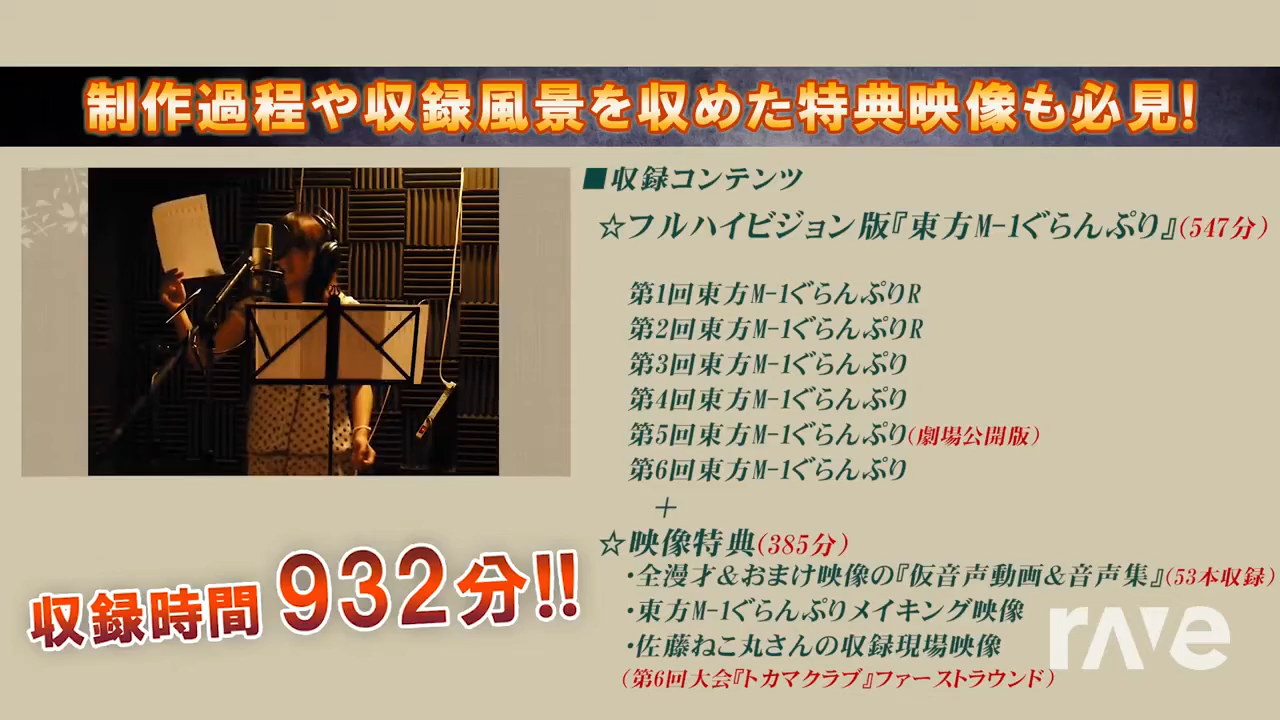 制作過程や収録風景を収めた特典映像も必見!
■収録コンテンツ
☆フルハイビジョン版『東方M-1ぐらんぷり』(547分)
第1回東方M-1ぐらんぷりR
第2回東方M-1ぐらんぷりR
第3回東方M-1ぐらんぷり
第4回東方M-1ぐらんぷり
第5回東方M-1ぐらんぷり(劇場公開版)
第6回東方M-1ぐらんぷり
＋
☆映像特典(385分)
・全漫才＆おまけ映像の『仮音声動画＆音声集』(53本収録)
・東方M-1ぐらんぷりメイキング映像
・佐藤ねこ丸さんの収録現場映像
(第6回大会『トカマクラブ』ファーストラウンド)
収録時間 932分!!
rave